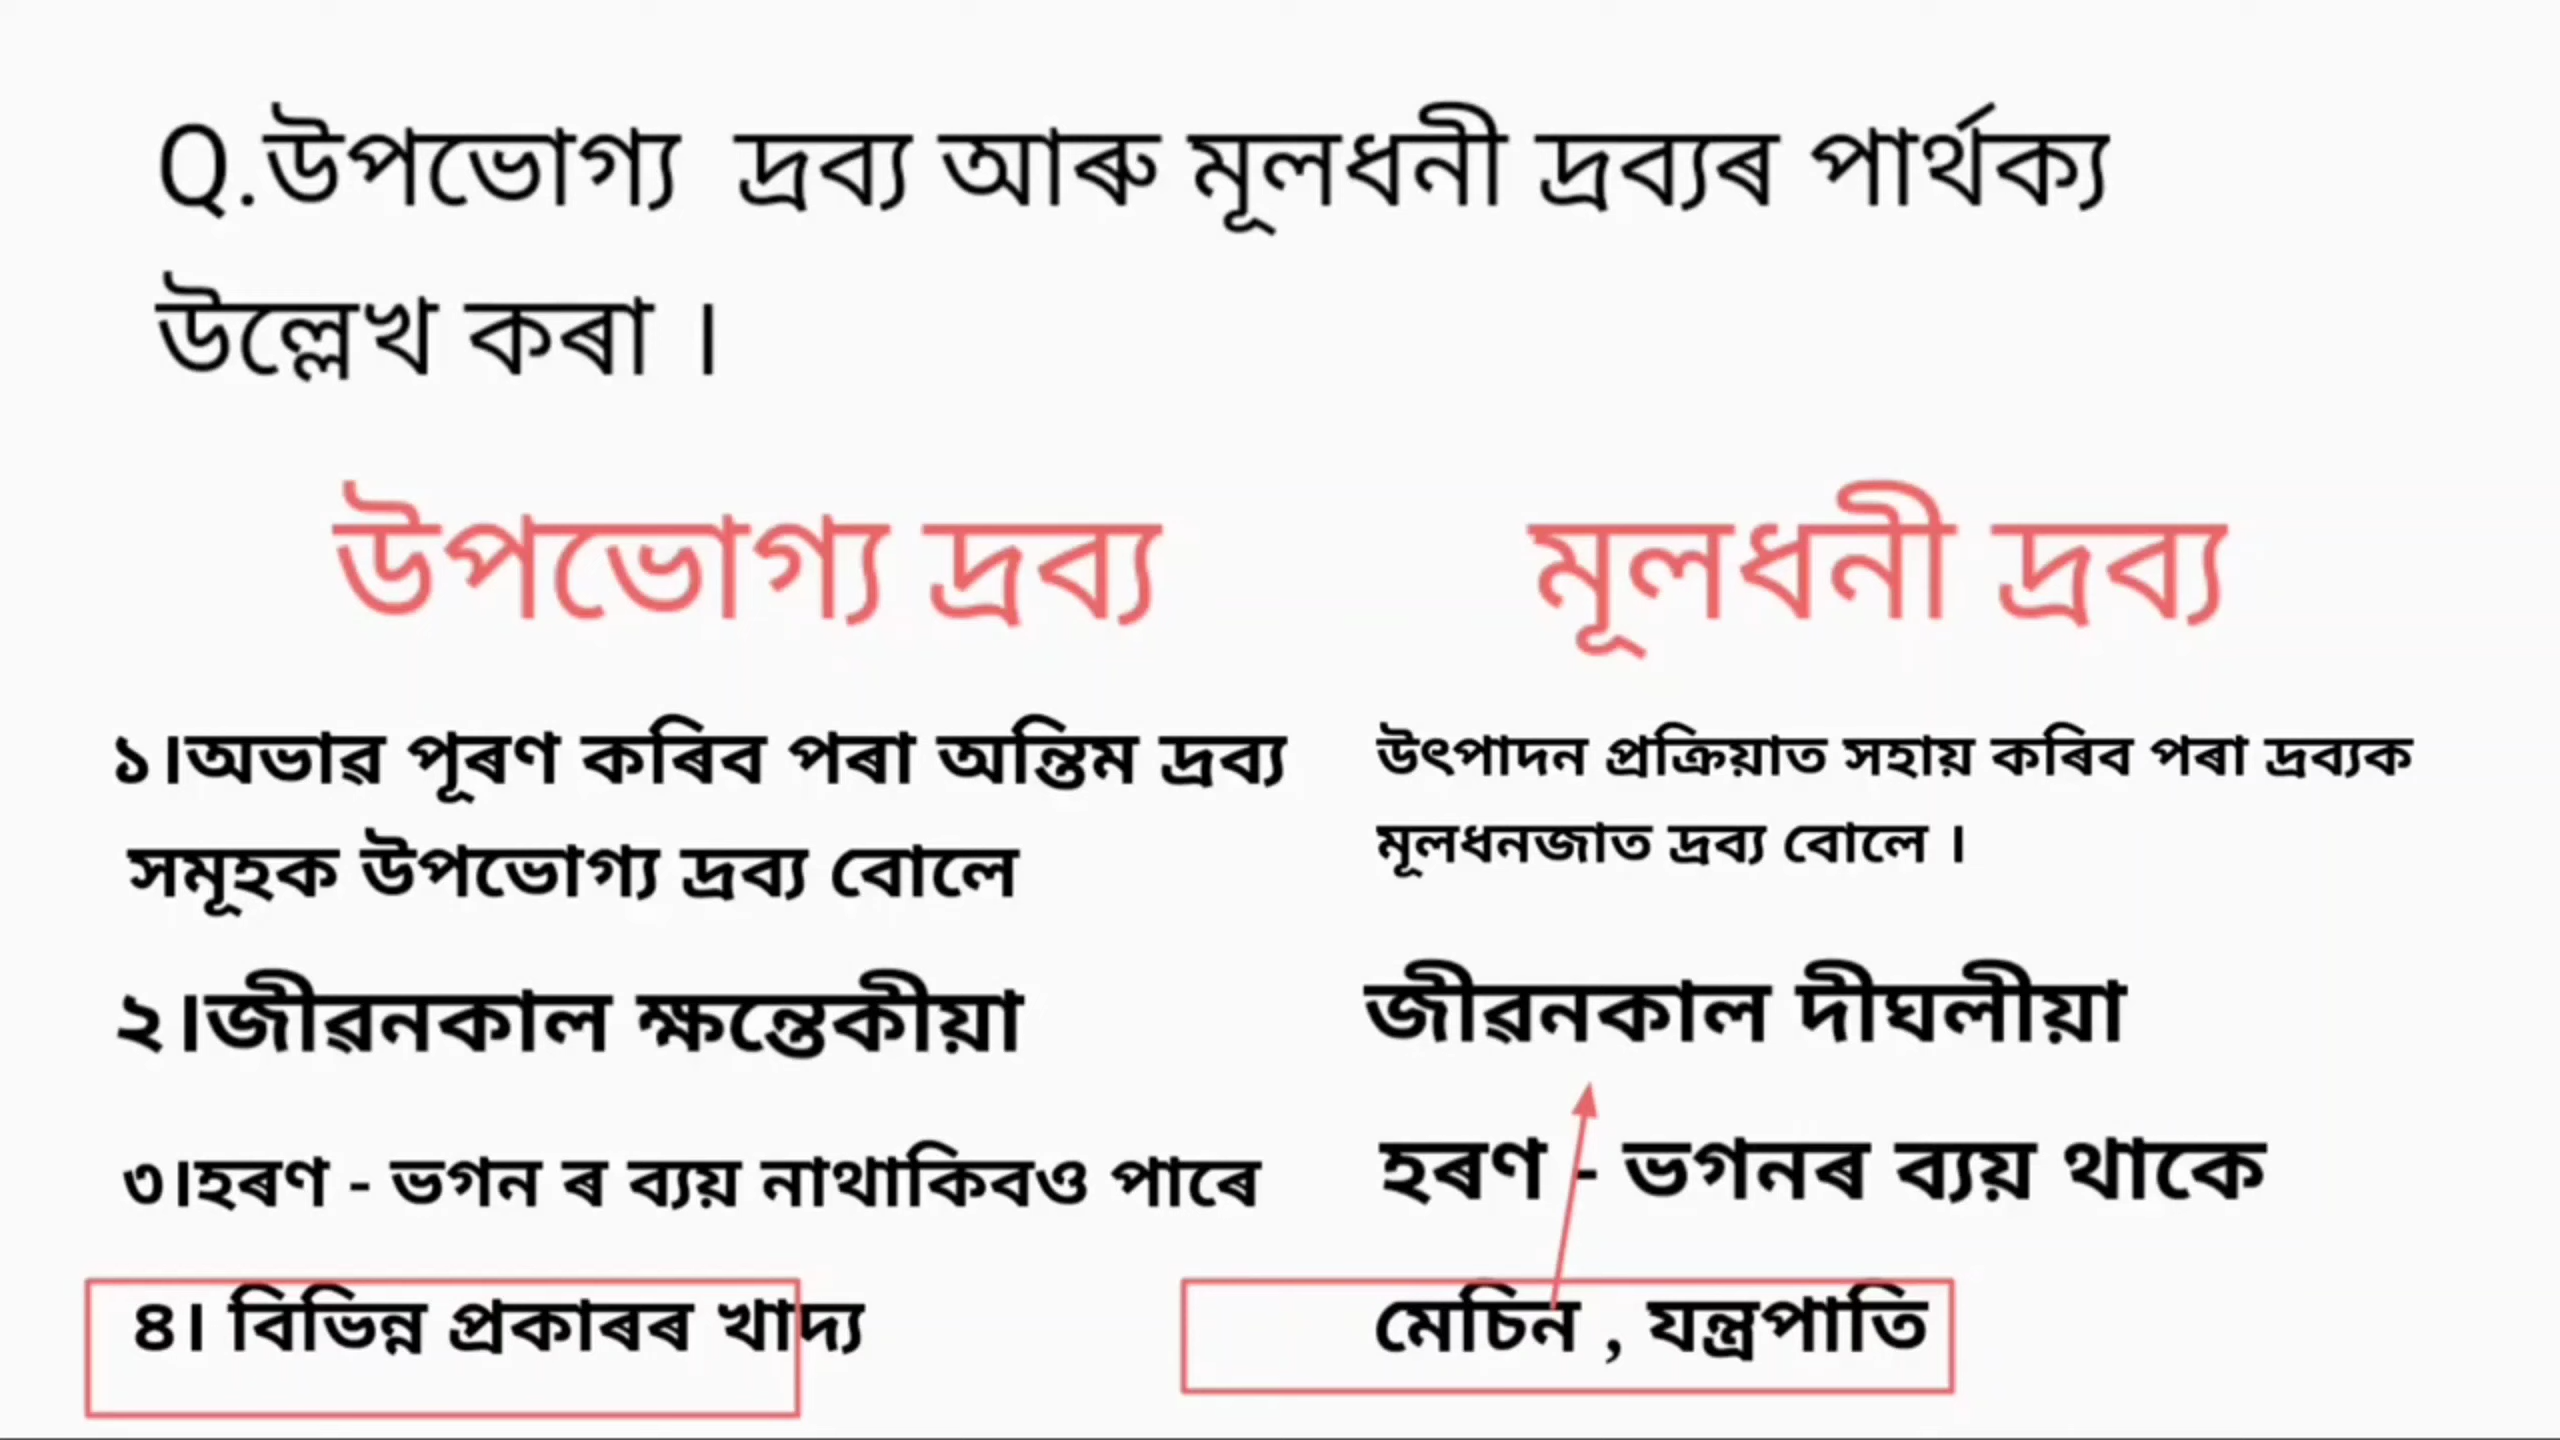 Q.উপভোগ্য দ্ৰব্য আৰু মূলধনী দ্ৰব্যৰ পাৰ্থক্য
উল্লেখ কৰা ।
উপভোগ্য দ্ৰব্য
মূলধনী দ্ৰব্য
১।অভাৱ পূৰণ কৰিব পৰা অন্তিম দ্ৰব্য
সমূহক উপভোগ্য দ্ৰব্য বোলে
উৎপাদন প্ৰক্ৰিয়াত সহায় কৰিব পৰা দ্ৰব্যক
মূলধনজাত দ্ৰব্য বোলে ।
২।জীৱনকাল ক্ষন্তেকীয়া
জীৱনকাল দীঘলীয়া
৩।হৰণ - ভগন ৰ ব্যয় নাথাকিবও পাৰে
হৰণ - ভগনৰ ব্যয় থাকে
৪। বিভিন্ন প্ৰকাৰৰ খাদ্য
মেচিন , যন্ত্ৰপাতি